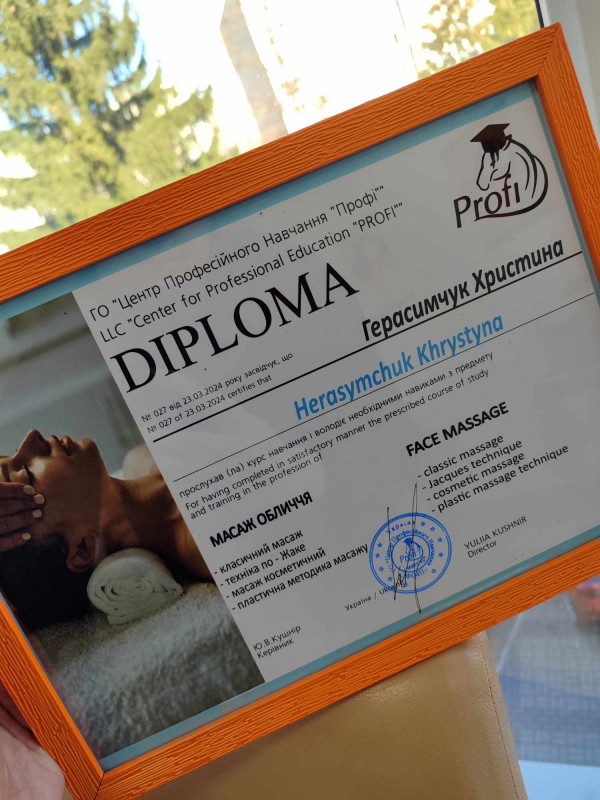 Profi
ГО "Центр Професійного Навчання "Профі""
LLC "Center for Professional Education "PROFI""
DIPLOMA
№ 027 від 23.03.2024 року засвідчує, що
№ 027 of 23.03.2024 certifies that
Герасимчук Христина
Herasymchuk Khrystyna
прослухав (ла) курс навчання і володіє необхідними навиками з предмету
For having completed in satisfactory manner the prescribed course of study
and training in the profession of
МАСАЖ ОБЛИЧЧЯ
- класичний масаж
- техніка по - Жаке
- масаж косметичний
- пластична методика масажу
FACE MASSAGE
- classic massage
- Jacques technique
- cosmetic massage
- plastic massage technique
Ю.В.Кушнір
Керівник
Україна / Ukraine
Україна
Profi
YULIIA KUSHNIR
Director